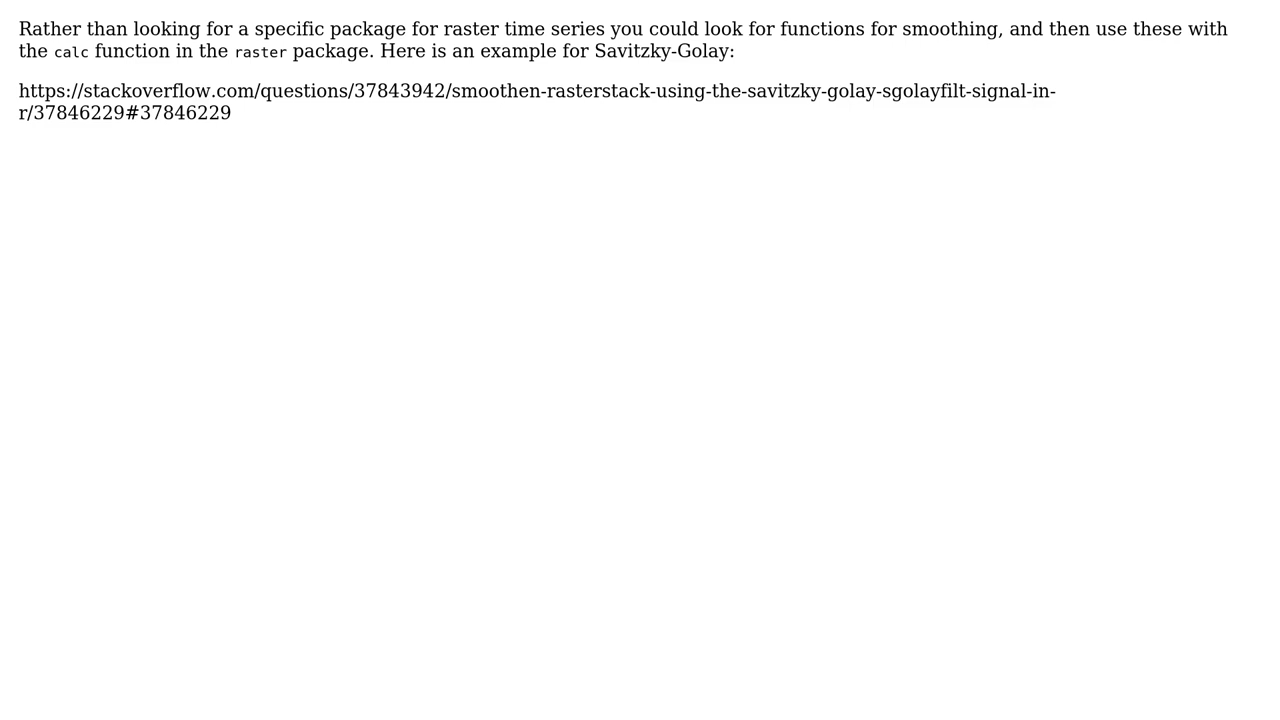 Rather than looking for a specific package for raster time series you could look for functions for smoothing, and then use these with
the calc function in the raster package. Here is an example for Savitzky-Golay:
https://stackoverflow.com/questions/37843942/smoothen-rasterstack-using-the-savitzky-golay-sgolayfilt-signal-in-
r/37846229#37846229